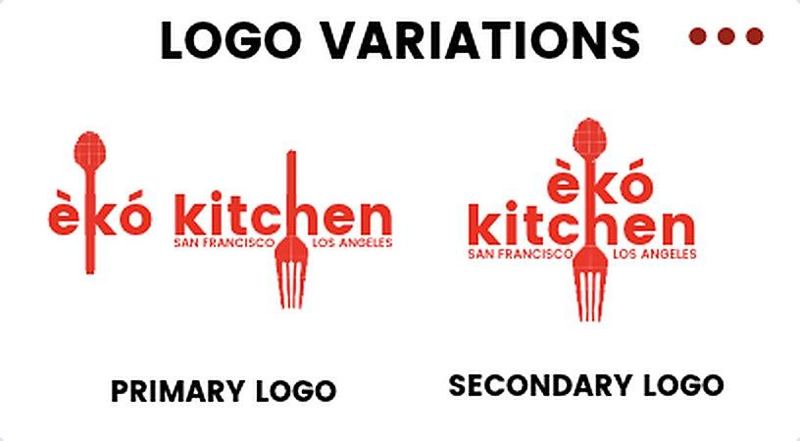 LOGO VARIATIONS
èkó kitchen
SAN FRANCISCO LOS ANGELES
èkó
kitchen
SAN FRANCISCO LOS ANGELES
PRIMARY LOGO
SECONDARY LOGO